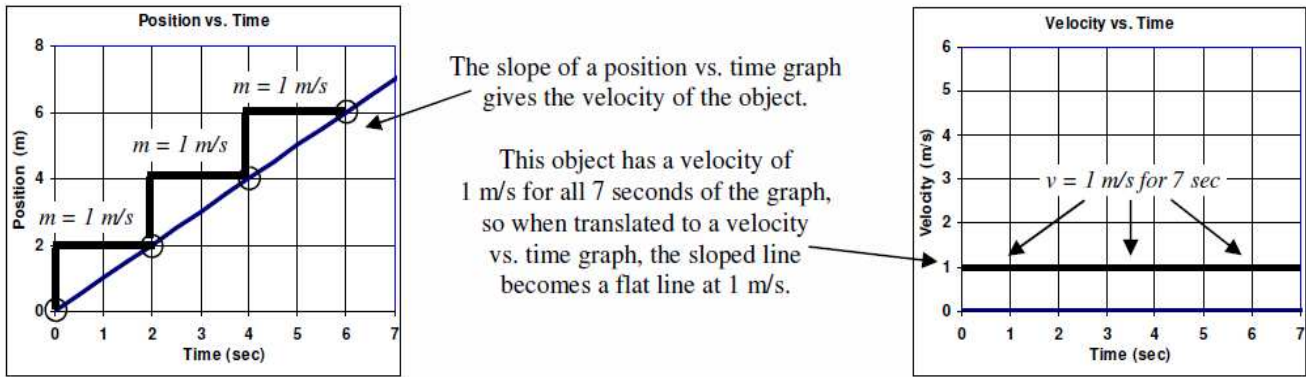 Position vs. Time
8
6
4
2
0
0 1 2 3 4 5 6 7
Position (m)
Time (sec)
m = 1 m/s
m = 1 m/s
m = 1 m/s
The slope of a position vs. time graph
gives the velocity of the object.
This object has a velocity of
1 m/s for all 7 seconds of the graph,
so when translated to a velocity
vs. time graph, the sloped line
becomes a flat line at 1 m/s.
Velocity vs. Time
6
5
4
3
2
1
0
0 1 2 3 4 5 6 7
Velocity (m/s)
Time (sec)
v = 1 m/s for 7 sec